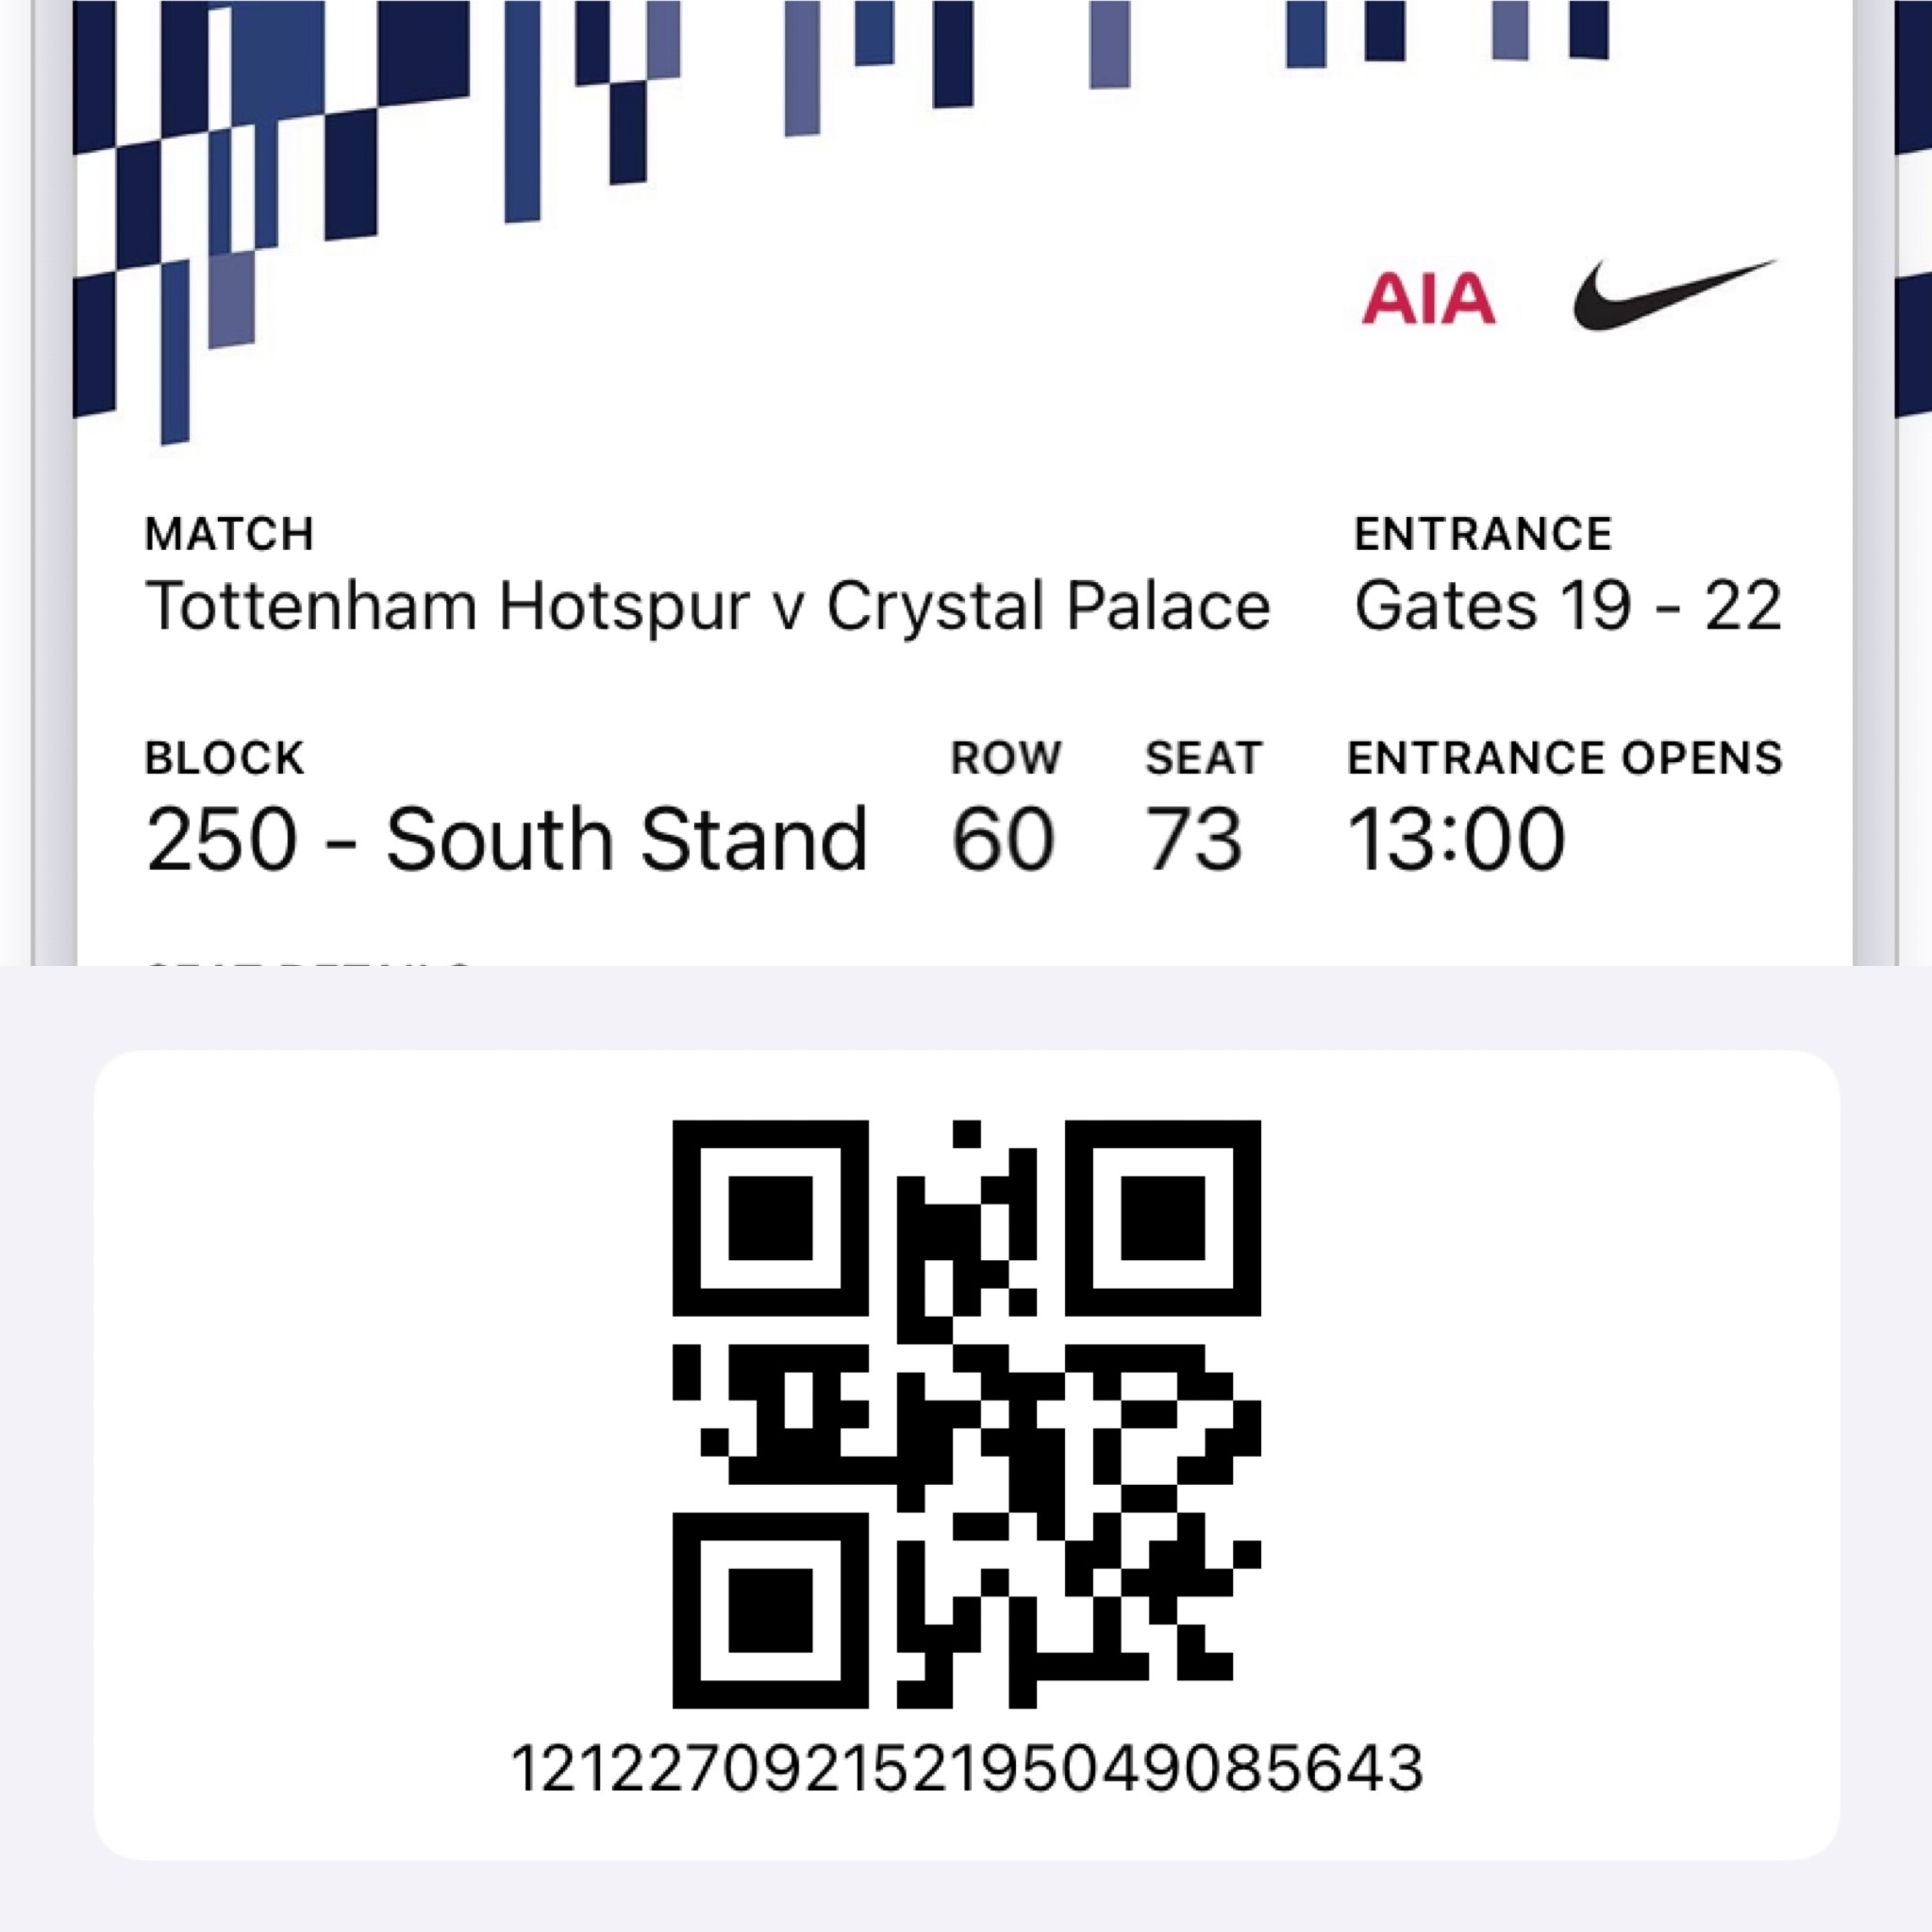 AIA
MATCH ENTRANCE
Tottenham Hotspur v Crystal Palace Gates 19 - 22
BLOCK ROW SEAT ENTRANCE OPENS
250 - South Stand 60 73 13:00
121227092152195049085643